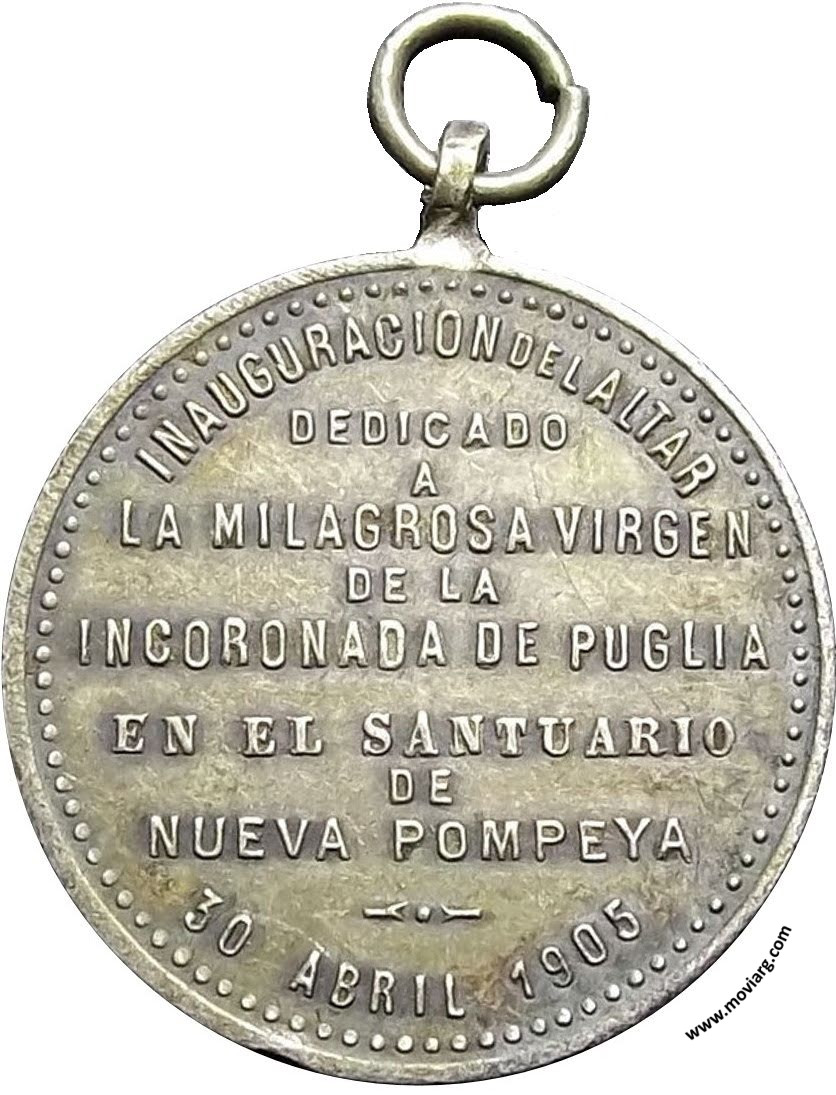 INAUGURACION DEL ALTAR
DEDICADO
A
LA MILAGROSA VIRGEN
DE LA
INCORONADA DE PUGLIA
EN EL SANTUARIO
DE
NUEVA POMPEYA
30 ABRIL 1905
www.moviarg.com